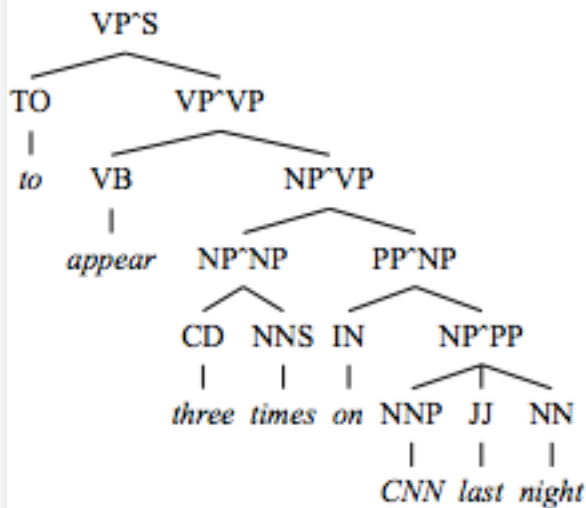 VP^S
TO VP^VP
to VB NP^VP
appear NP^NP PP^NP
CD NNS IN NP^PP
three times on NNP JJ NN
CNN last night